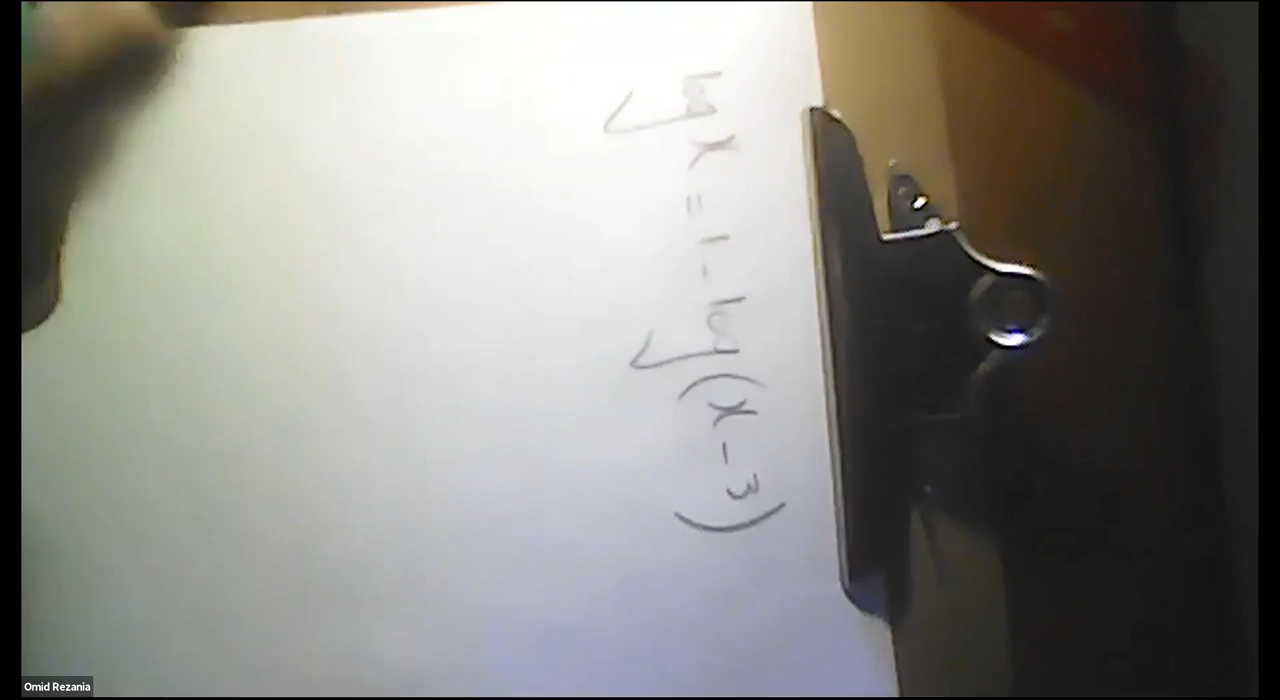 log x = 1 - log (x - 3)
Omid Rezania